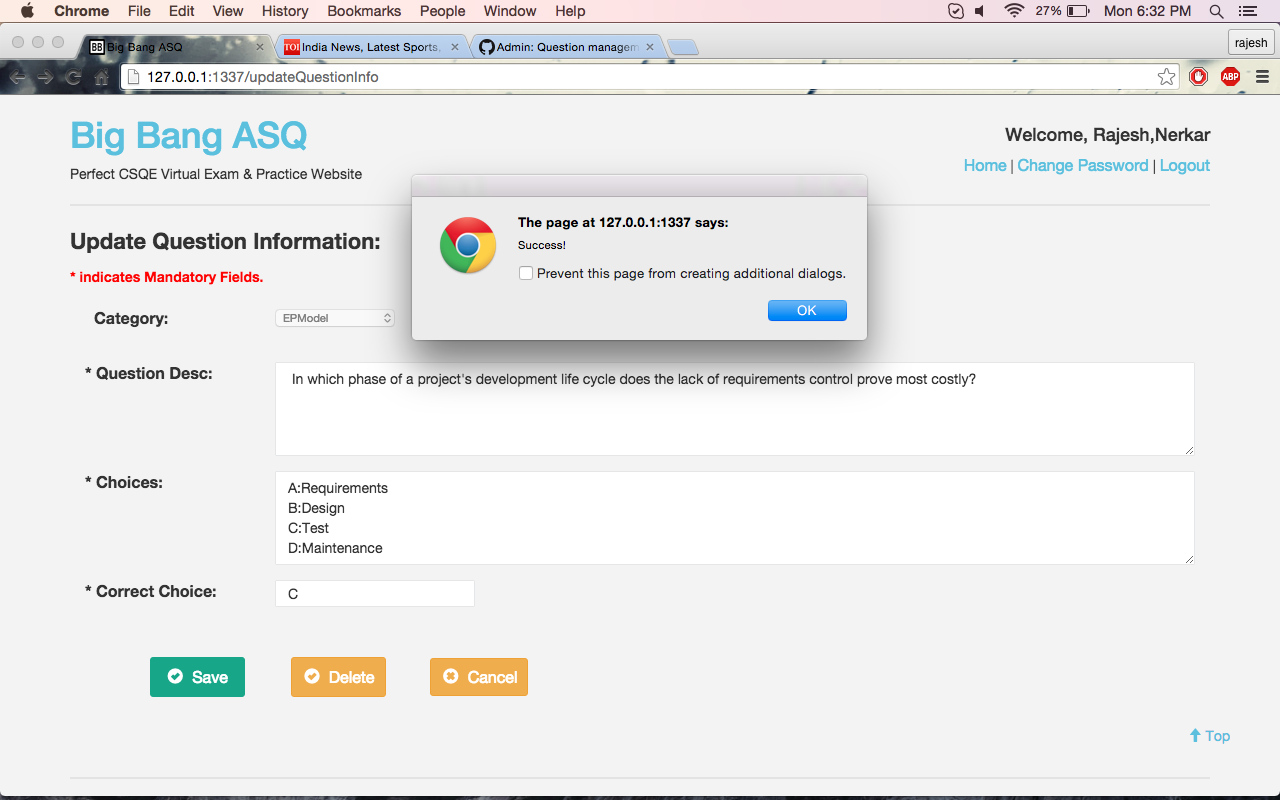 Chrome File Edit View History Bookmarks People Window Help 27% Mon 6:32 PM
BB Big Bang ASQ × TOI India News, Latest Sports, × Admin: Question managem × rajesh
127.0.0.1:1337/updateQuestionInfo ABP
Big Bang ASQ
Welcome, Rajesh,Nerkar
Perfect CSQE Virtual Exam & Practice Website
Home | Change Password | Logout
The page at 127.0.0.1:1337 says:
Success!
Prevent this page from creating additional dialogs.
OK
Update Question Information:
* indicates Mandatory Fields.
Category: EPModel
* Question Desc: In which phase of a project's development life cycle does the lack of requirements control prove most costly?
* Choices: A:Requirements
B:Design
C:Test
D:Maintenance
* Correct Choice: C
Save Delete Cancel
Top